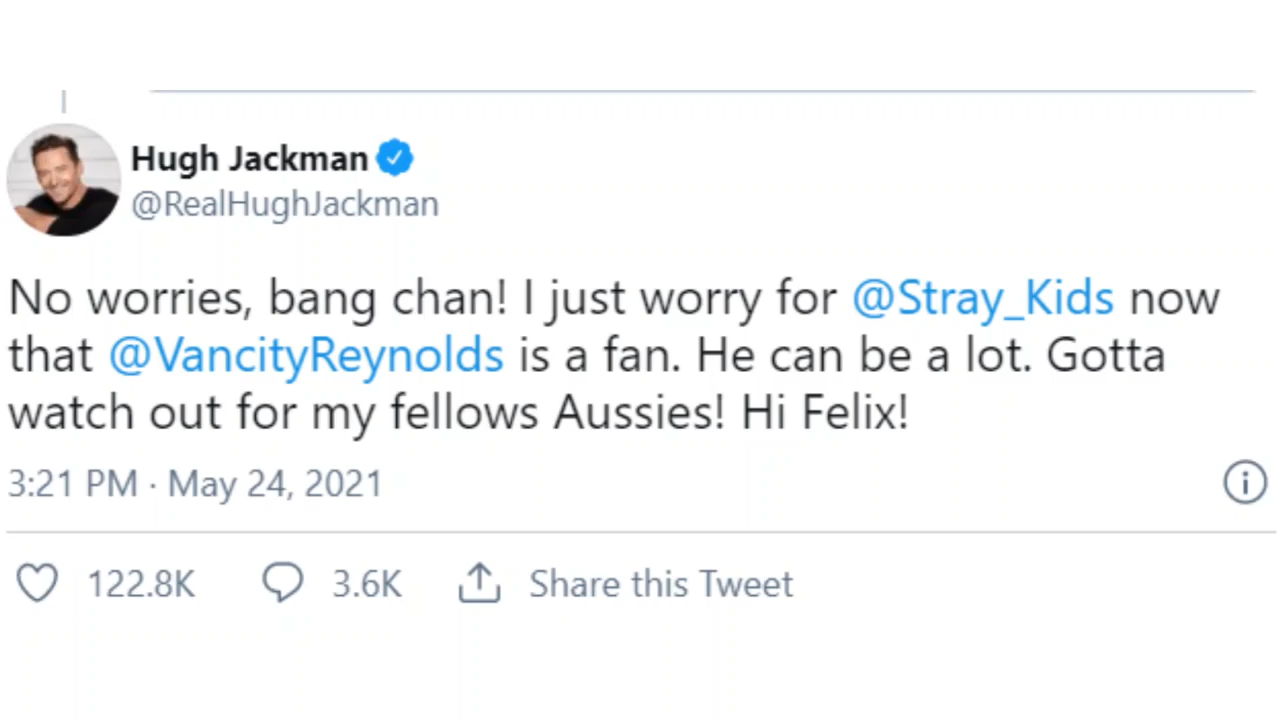 Hugh Jackman
@RealHughJackman
No worries, bang chan! I just worry for @Stray_Kids now
that @VancityReynolds is a fan. He can be a lot. Gotta
watch out for my fellows Aussies! Hi Felix!
3:21 PM · May 24, 2021
122.8K 3.6K Share this Tweet